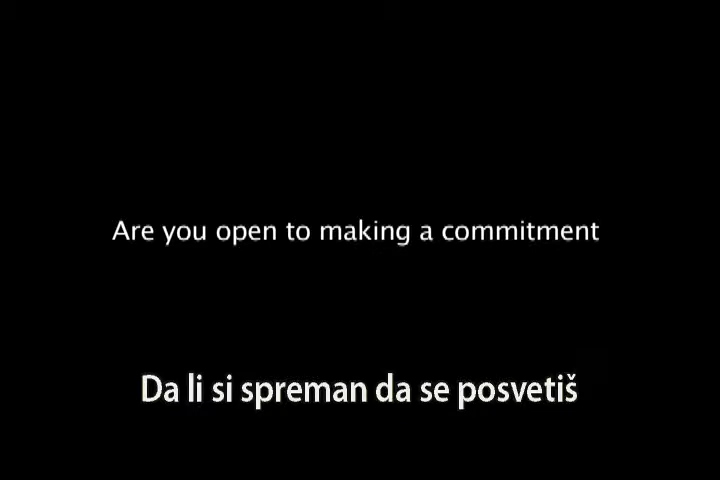 Are you open to making a commitment
Da li si spreman da se posvetiš